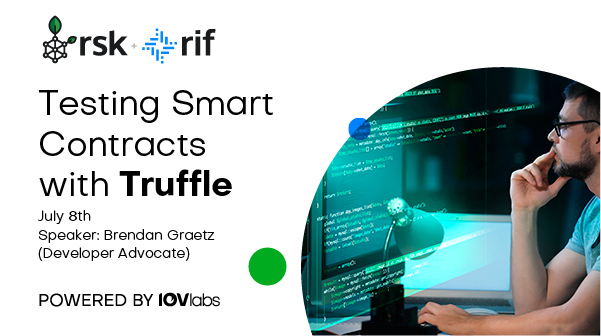 rsk + rif
Testing Smart
Contracts
with Truffle
July 8th
Speaker: Brendan Graetz
(Developer Advocate)
POWERED BY IOVlabs